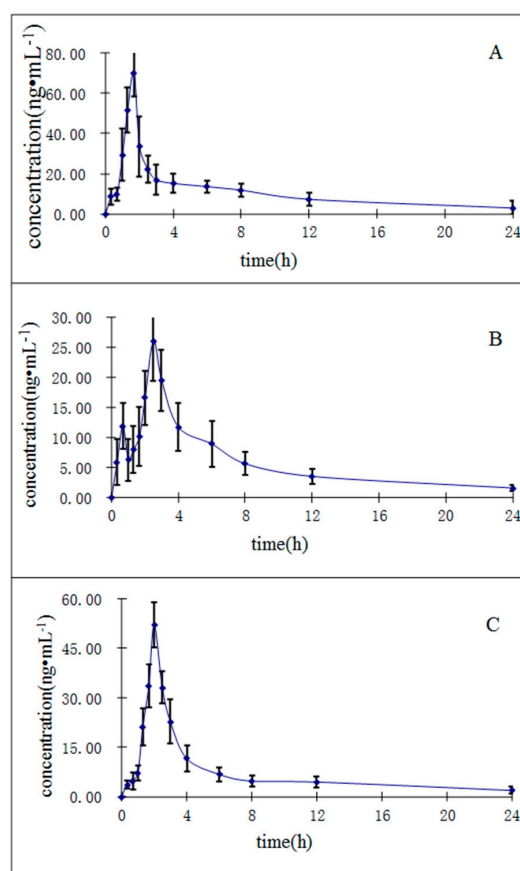 A
concentration(ng•mL⁻¹)
80.00
60.00
40.00
20.00
0.00
0 4 8 12 16 20 24
time(h)
B
concentration(ng•mL⁻¹)
30.00
25.00
20.00
15.00
10.00
5.00
0.00
0 4 8 12 16 20 24
time(h)
C
concentration(ng•mL⁻¹)
60.00
45.00
30.00
15.00
0.00
0 4 8 12 16 20 24
time(h)